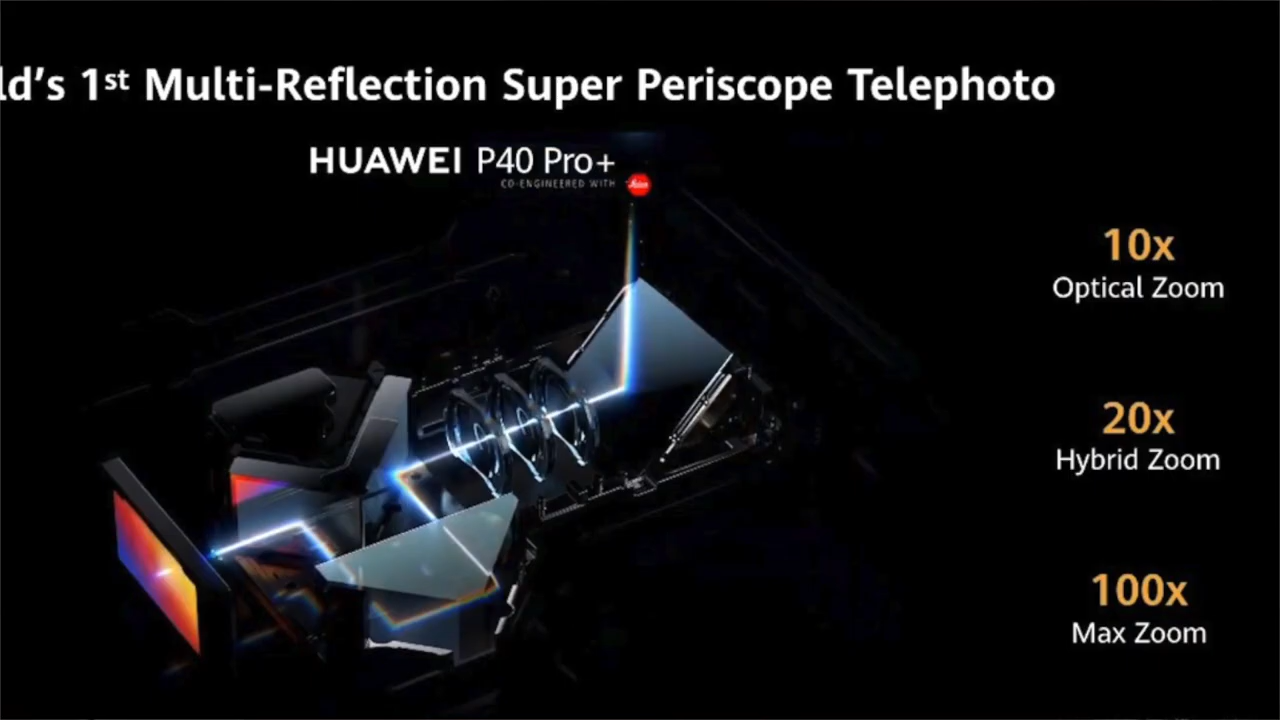 ld's 1st Multi-Reflection Super Periscope Telephoto
HUAWEI P40 Pro+
CO-ENGINEERED WITH Leica
10x
Optical Zoom
20x
Hybrid Zoom
100x
Max Zoom